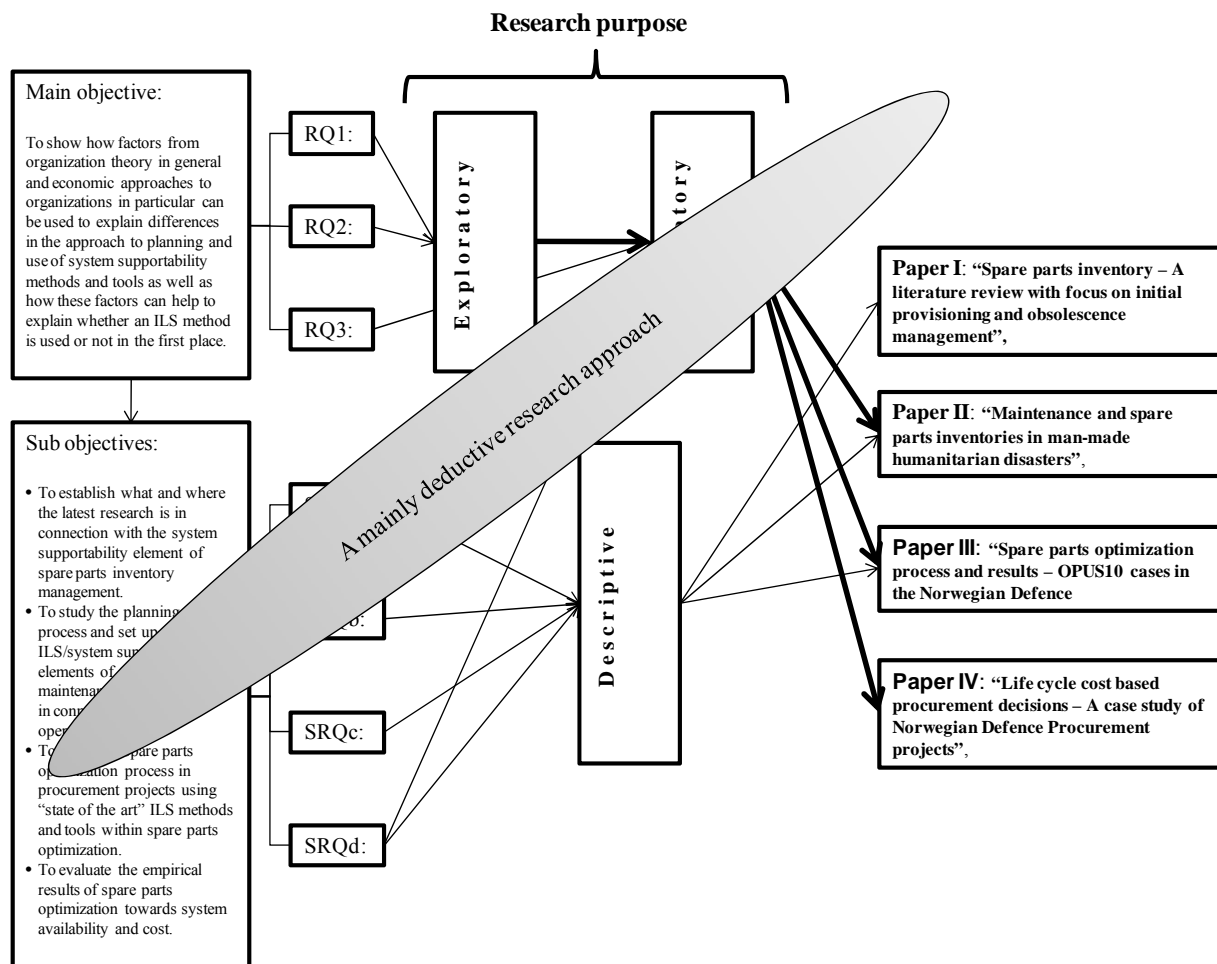 Research purpose
Main objective:
To show how factors from
organization theory in general
and economic approaches to
organizations in particular can
be used to explain differences
in the approach to planning and
use of system supportability
methods and tools as well as
how these factors can help to
explain whether an ILS method
is used or not in the first place.
Sub objectives:
• To establish what and where
the latest research is in
connection with the system
supportability element of
spare parts inventory
management.
• To study the planning
process and set up
ILS/system
elements of
in
• To
process in
procurement projects using
“state of the art” ILS methods
and tools within spare parts
optimization.
• To evaluate the empirical
results of spare parts
optimization towards system
availability and cost.
RQ1:
RQ2:
RQ3:
SRQc:
SRQd:
Exploratory
Descriptive
A mainly deductive research approach
Paper I: “Spare parts inventory – A
literature review with focus on initial
provisioning and obsolescence
management”,
Paper II: “Maintenance and spare
parts inventories in man-made
humanitarian disasters”,
Paper III: “Spare parts optimization
process and results – OPUS10 cases in
the Norwegian Defence
Paper IV: “Life cycle cost based
procurement decisions – A case study of
Norwegian Defence Procurement
projects”,